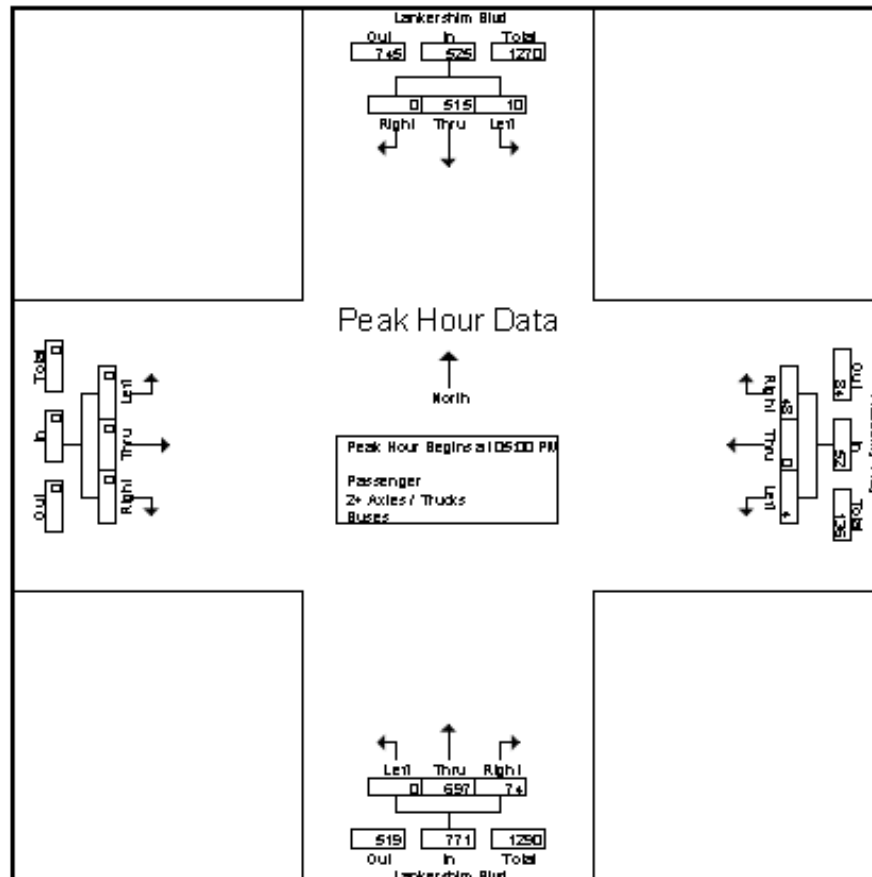 Lankershim Blvd
Out In Total
745 525 1270
0 515 10
Right Thru Left
Peak Hour Data
North
Peak Hour Begins at 05:00 PM
Passenger
2+ Axles / Trucks
Buses
Total In Out
0 0 0
0 0 0
Left Thru Right
Right Thru Left
48 0 4
Out In Total
84 52 136
Left Thru Right
0 697 74
519 771 1290
Out In Total
Lankershim Blvd